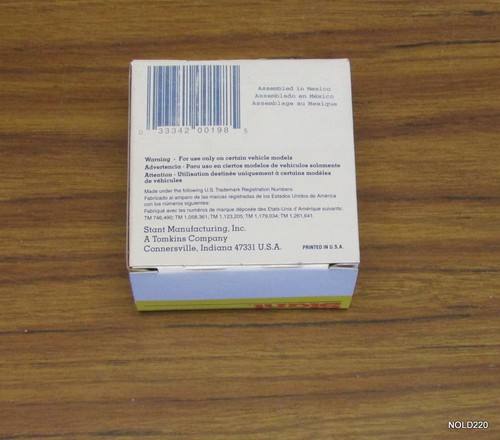 Assembled in Mexico
Assemblado en México
Assemblage au Mexique
0 33342 00198 5
Warning - For use only on certain vehicle models
Advertencia - Para uso en ciertos modelos de vehículos solamente
Attention - Utilisation destinée uniquement à certains modèles
de véhicules
Made under the following U.S. Trademark Registration Numbers.
Fabricado al amparo de las marcas registradas de los Estados Unidos de América
con los números siguientes:
Fabriqué avec les numéros de marque déposée des États-Unis d'Amérique suivants:
TM 746,490; TM 1,058,361; TM 1,123,205; TM 1,179,034; TM 1,261,641.
Stant Manufacturing, Inc.
A Tomkins Company
Connersville, Indiana 47331 U.S.A.
PRINTED IN U.S.A.
NOLD220